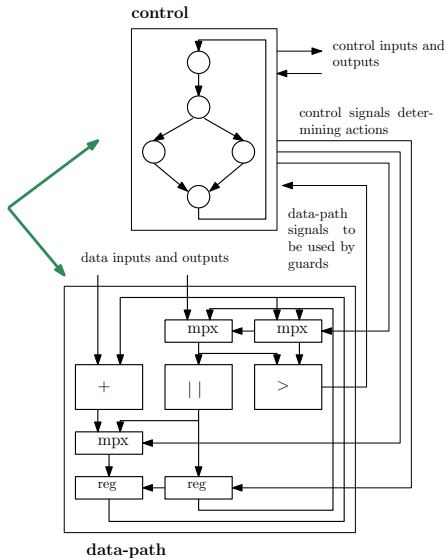 control
control inputs and
outputs
control signals deter-
mining actions
data-path
signals to
be used by
guards
data inputs and outputs
mpx mpx
+ || >
mpx
reg reg
data-path